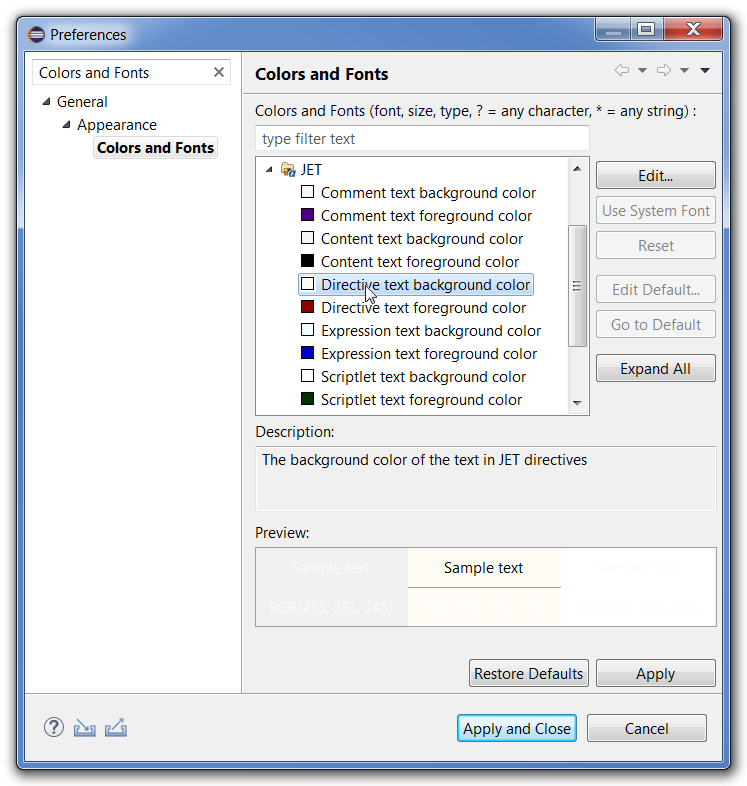 Preferences
Colors and Fonts
General
Appearance
Colors and Fonts
Colors and Fonts
Colors and Fonts (font, size, type, ? = any character, * = any string) :
type filter text
JET
Comment text background color
Comment text foreground color
Content text background color
Content text foreground color
Directive text background color
Directive text foreground color
Expression text background color
Expression text foreground color
Scriptlet text background color
Scriptlet text foreground color
Edit...
Use System Font
Reset
Edit Default...
Go to Default
Expand All
Description:
The background color of the text in JET directives
Preview:
Sample text Sample text Sample text
RGB(255, 251, 245)
Restore Defaults
Apply
Apply and Close
Cancel